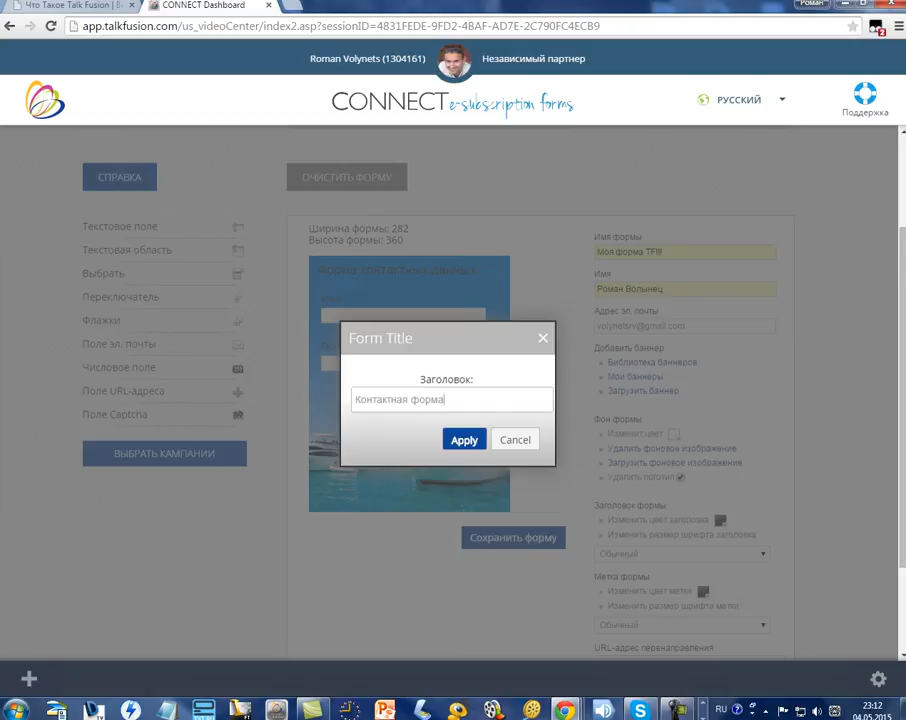 Что Такое Talk Fusion | В
CONNECT Dashboard
Роман
app.talkfusion.com/us_videoCenter/index2.asp?sessionID=4831FEDE-9FD2-4BAF-AD7E-2C790FC4ECB9
2
Roman Volynets (1304161)
Независимый партнер
CONNECT e-subscription forms
РУССКИЙ
Поддержка
СПРАВКА
ОЧИСТИТЬ ФОРМУ
Текстовое поле
Текстовая область
Выбрать
Переключатель
Флажки
Поле эл. почты
Числовое поле
Поле URL-адреса
Поле Captcha
ВЫБРАТЬ КАМПАНИИ
Ширина формы: 282
Высота формы: 360
Форма контактных данных
Form Title
Заголовок:
Контактная форма
Apply
Cancel
Сохранить форму
Имя формы
Моя форма TF!!!
Имя
Роман Волынец
Адрес эл. почты
volynetsrv@gmail.com
Добавить баннер
Библиотека баннеров
Мои баннеры
Загрузить баннер
Фон формы
Изменить цвет
Удалить фоновое изображение
Загрузить фоновое изображение
Удалить логотип
Заголовок формы
Изменить цвет заголовка
Изменить размер шрифта заголовка
Обычный
Метка формы
Изменить цвет метки
Изменить размер шрифта метки
Обычный
URL-адрес перенаправления
RU
23:12
04.05.2015